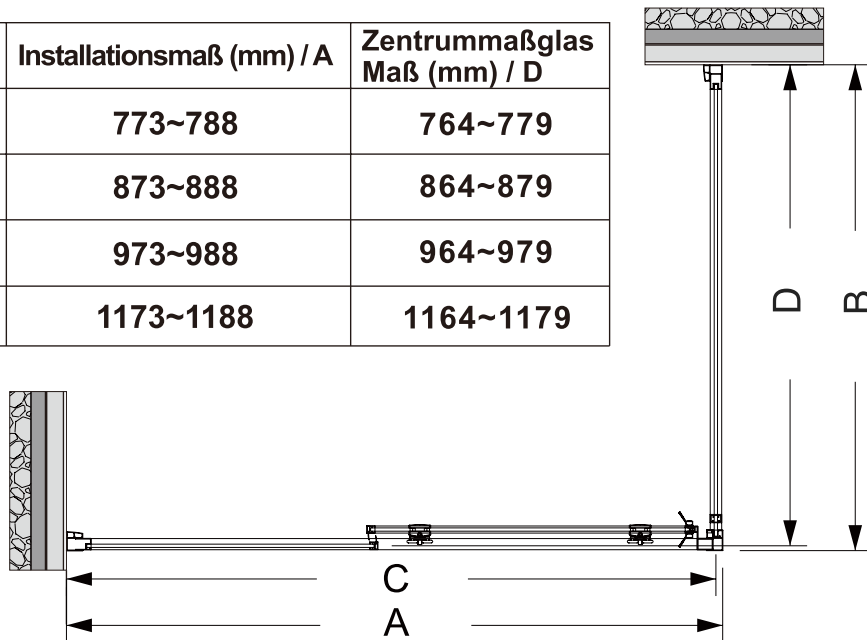 Installationsmaß (mm) / A
Zentrummaßglas
Maß (mm) / D
773~788
764~779
873~888
864~879
973~988
964~979
1173~1188
1164~1179
D
B
C
A